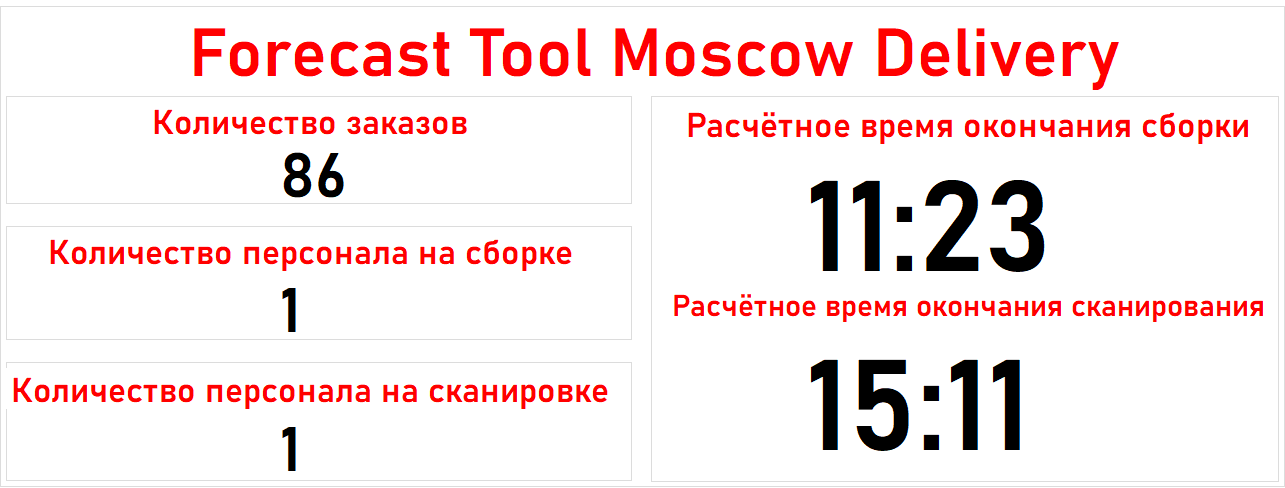 Forecast Tool Moscow Delivery
Количество заказов
86
Количество персонала на сборке
1
Количество персонала на сканировке
1
Расчётное время окончания сборки
11:23
Расчётное время окончания сканирования
15:11